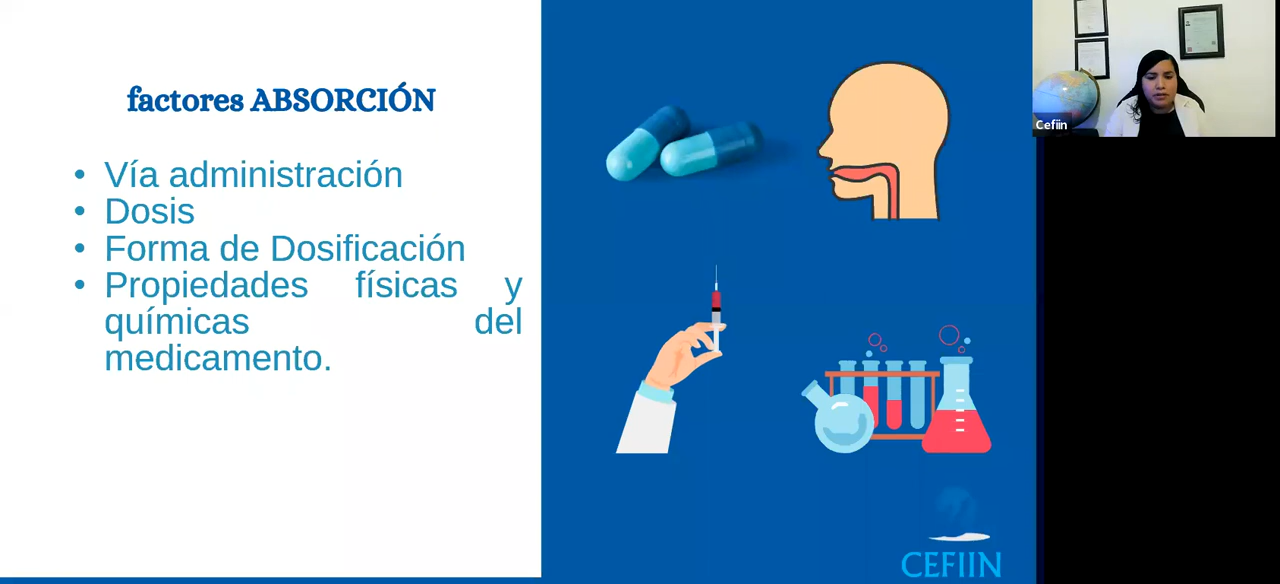 factores ABSORCIÓN
• Vía administración
• Dosis
• Forma de Dosificación
• Propiedades físicas y
químicas del
medicamento.
Cefiin
CEFIIN